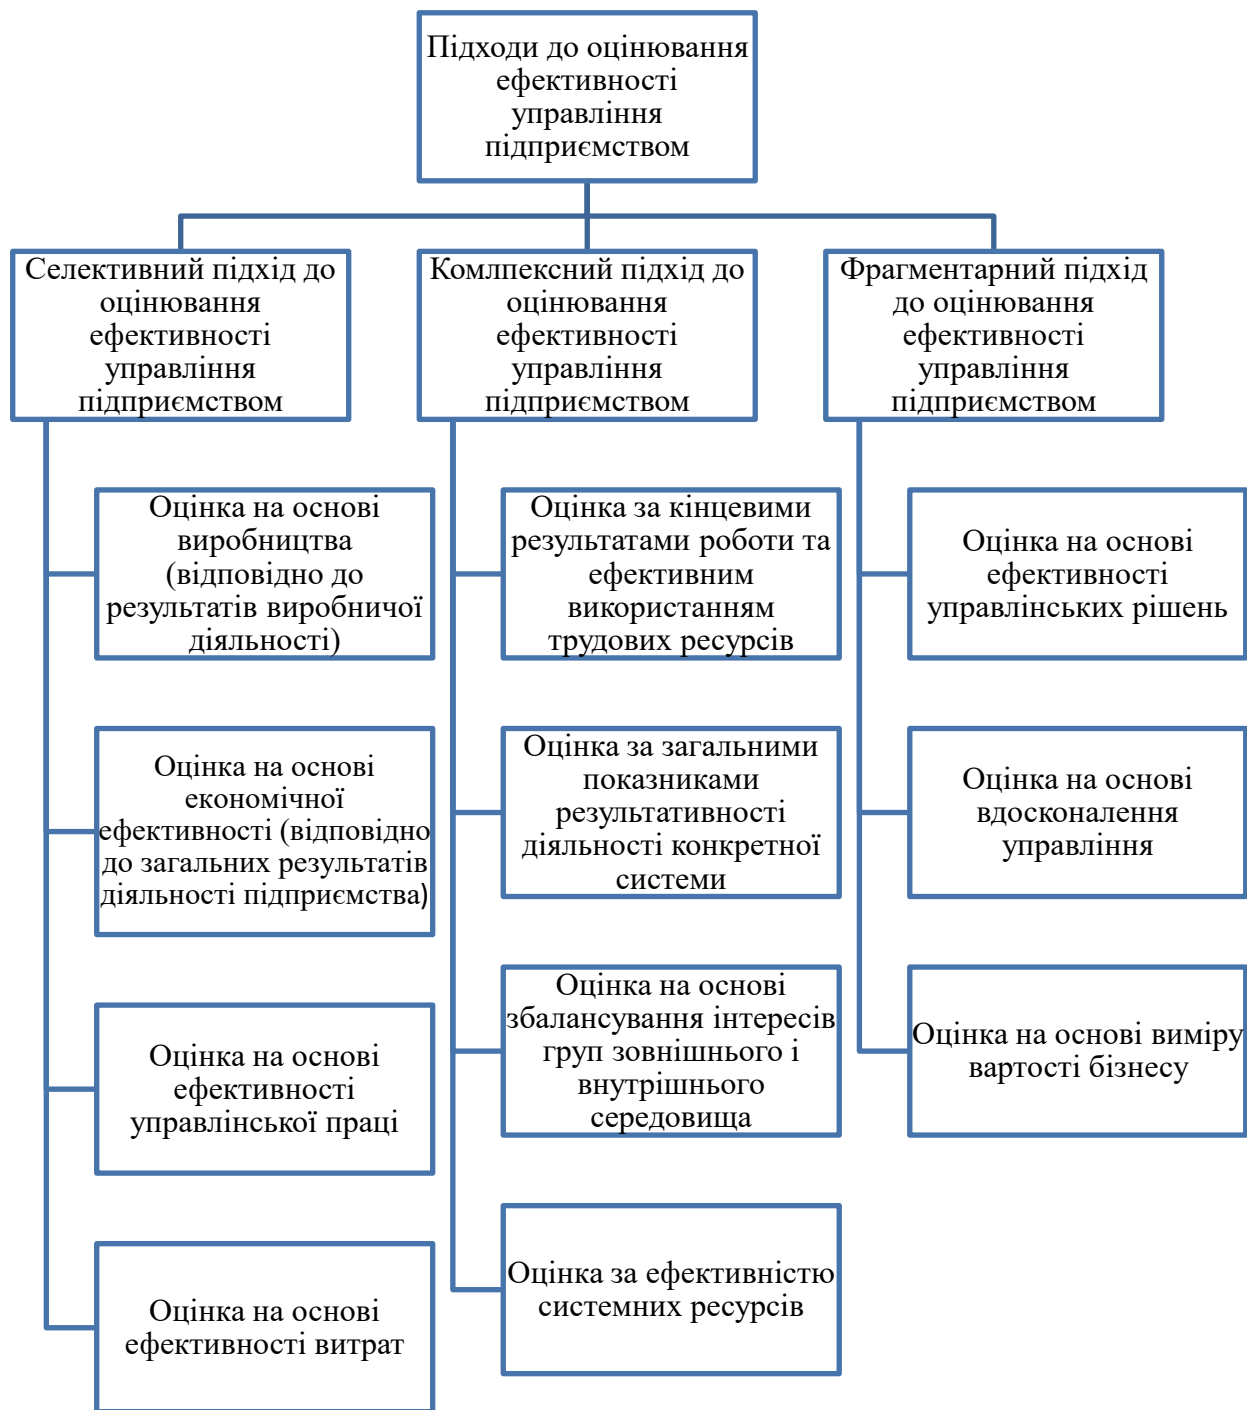 Підходи до оцінювання
ефективності
управління
підприємством
Селективний підхід до
оцінювання
ефективності
управління
підприємством
Комлпексний підхід до
оцінювання
ефективності
управління
підприємством
Фрагментарний підхід
до оцінювання
ефективності
управління
підприємством
Оцінка на основі
виробництва
(відповідно до
результатів виробничої
діяльності)
Оцінка на основі
економічної
ефективності (відповідно
до загальних результатів
діяльності підприємства)
Оцінка на основі
ефективності
управлінської праці
Оцінка на основі
ефективності витрат
Оцінка за кінцевими
результатами роботи та
ефективним
використанням
трудових ресурсів
Оцінка за загальними
показниками
результативності
діяльності конкретної
системи
Оцінка на основі
збалансування інтересів
груп зовнішнього і
внутрішнього
середовища
Оцінка за ефективністю
системних ресурсів
Оцінка на основі
ефективності
управлінських рішень
Оцінка на основі
вдосконалення
управління
Оцінка на основі виміру
вартості бізнесу